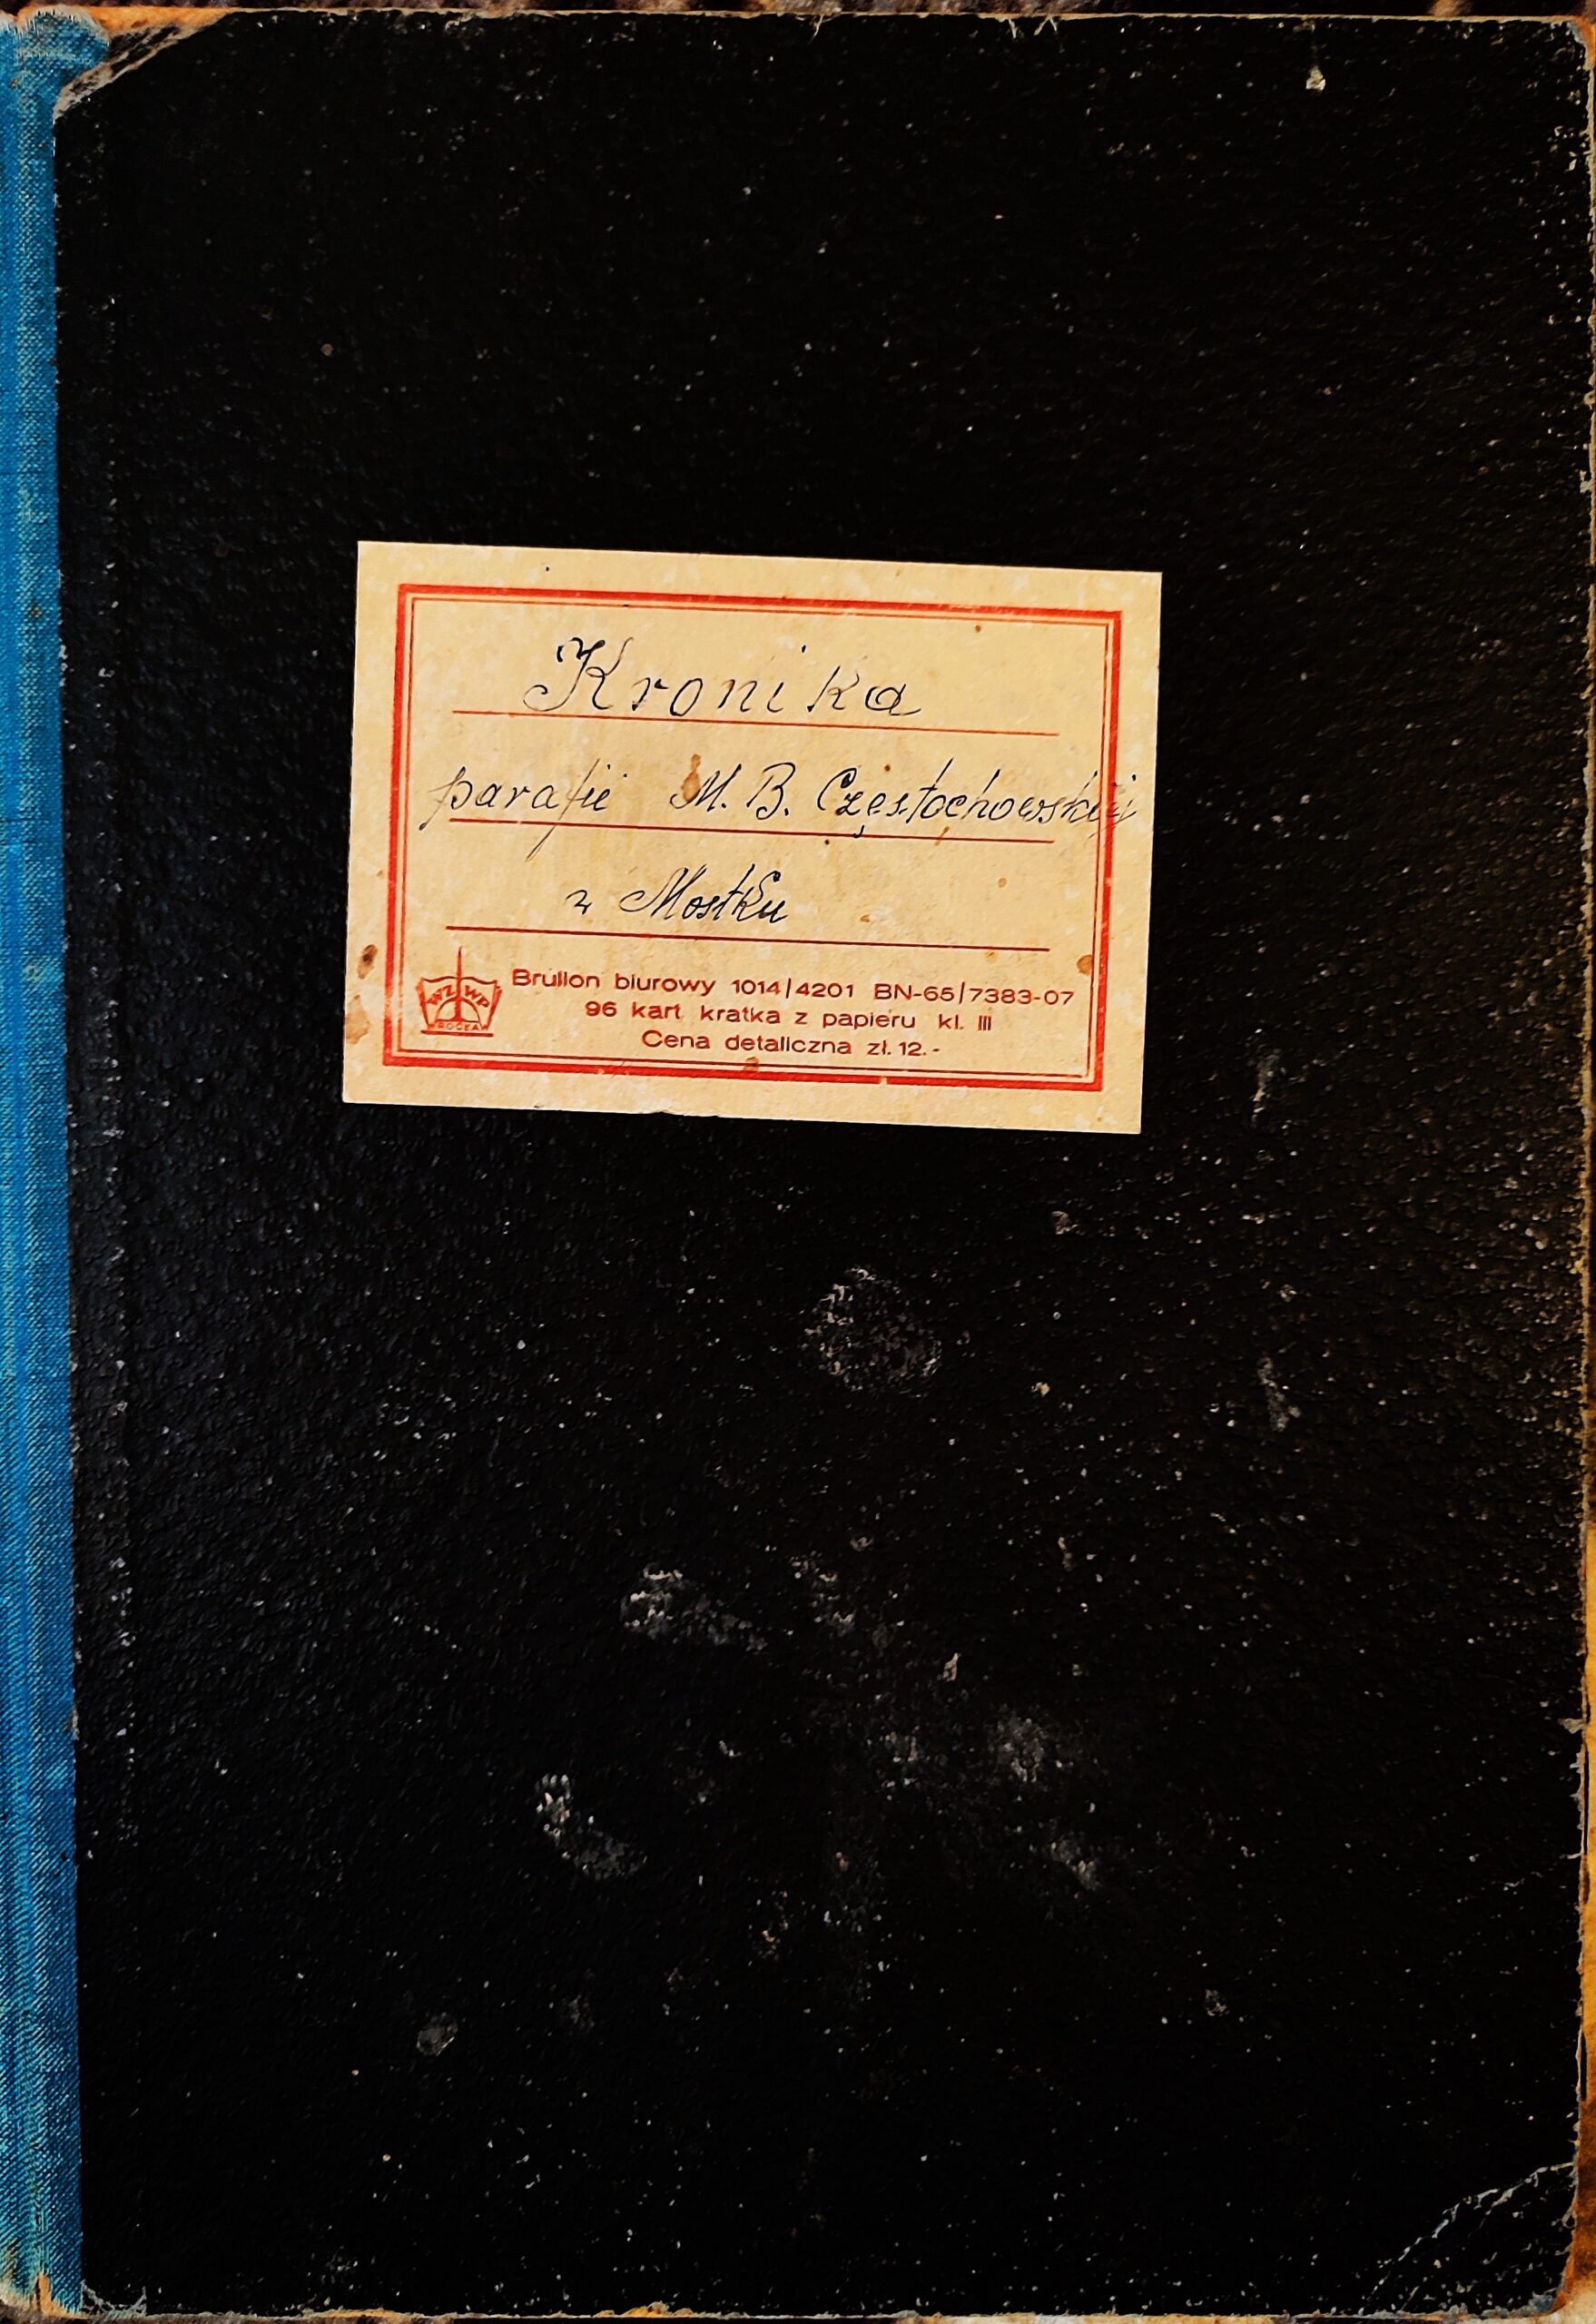 Kronika
parafii M. B. Częstochowskiej
w Mostku
WZWP
Brulion biurowy 1014/4201 BN-65/7383-07
96 kart kratka z papieru kl. III
Cena detaliczna zł. 12.-